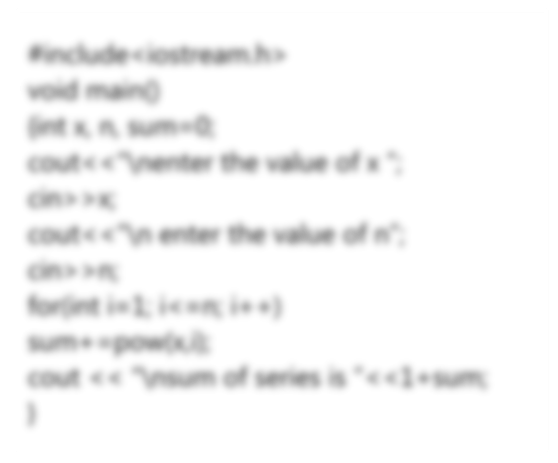 #include<iostream.h>
void main()
{int x, n, sum=0;
cout<<"\nenter the value of x ";
cin>>x;
cout<<"\n enter the value of n";
cin>>n;
for(int i=1; i<=n; i++)
sum+=pow(x,i);
cout << "\nsum of series is "<<1+sum;
}